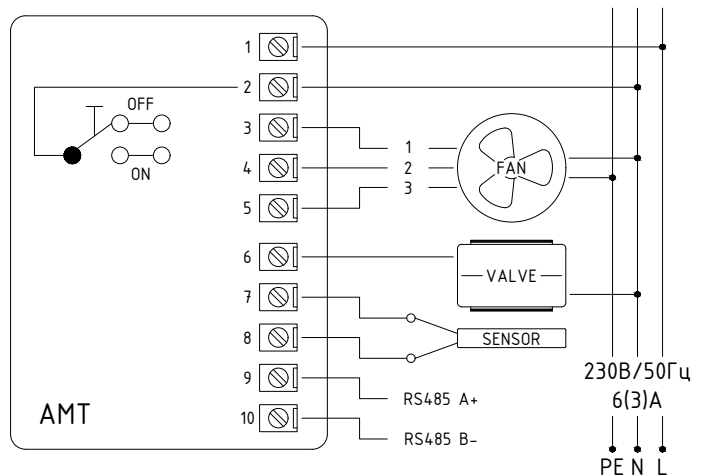 1
2
OFF
3
1
4
2
FAN
ON
3
5
6
VALVE
7
8
SENSOR
230В/50Гц
9
RS485 A+
6(3)А
AMT
10
RS485 B-
PE N L